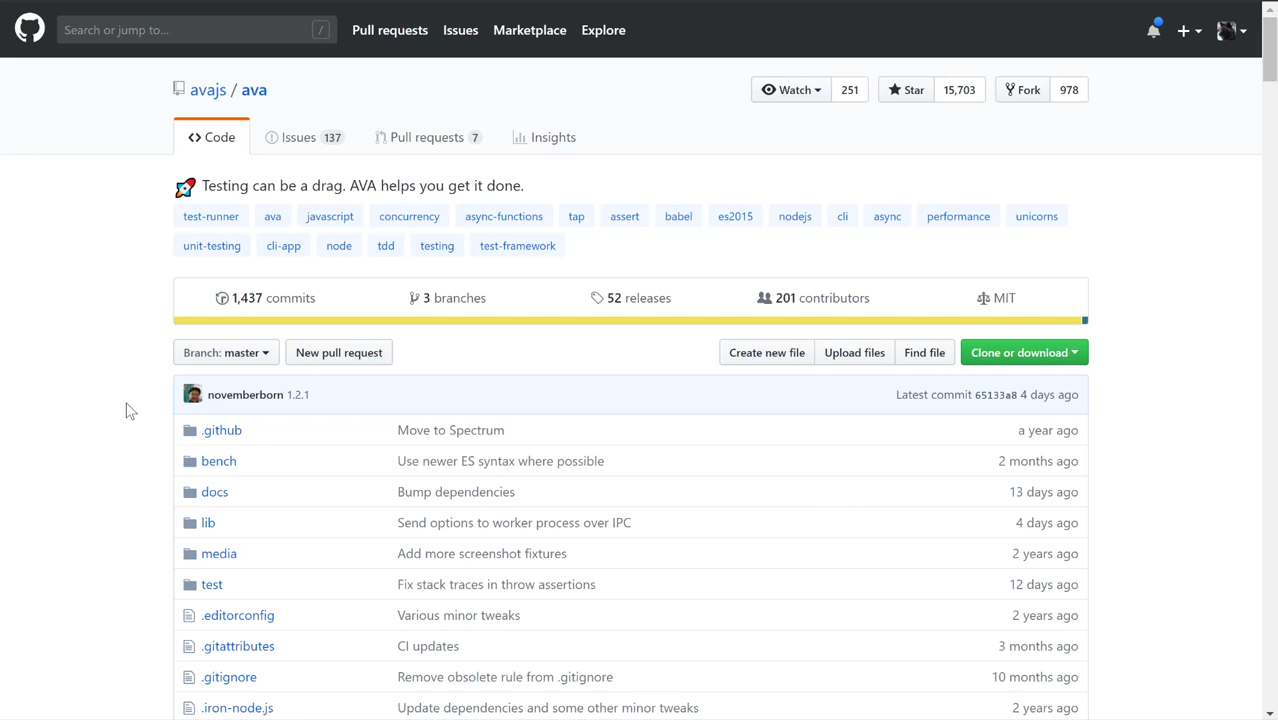 Search or jump to... / Pull requests Issues Marketplace Explore
avajs / ava Watch 251 Star 15,703 Fork 978
Code Issues 137 Pull requests 7 Insights
Testing can be a drag. AVA helps you get it done.
test-runner ava javascript concurrency async-functions tap assert babel es2015 nodejs cli async performance unicorns
unit-testing cli-app node tdd testing test-framework
1,437 commits 3 branches 52 releases 201 contributors MIT
Branch: master New pull request Create new file Upload files Find file Clone or download
novemberborn 1.2.1 Latest commit 65133a8 4 days ago
.github Move to Spectrum a year ago
bench Use newer ES syntax where possible 2 months ago
docs Bump dependencies 13 days ago
lib Send options to worker process over IPC 4 days ago
media Add more screenshot fixtures 2 years ago
test Fix stack traces in throw assertions 12 days ago
.editorconfig Various minor tweaks 2 years ago
.gitattributes CI updates 3 months ago
.gitignore Remove obsolete rule from .gitignore 10 months ago
.iron-node.js Update dependencies and some other minor tweaks 2 years ago